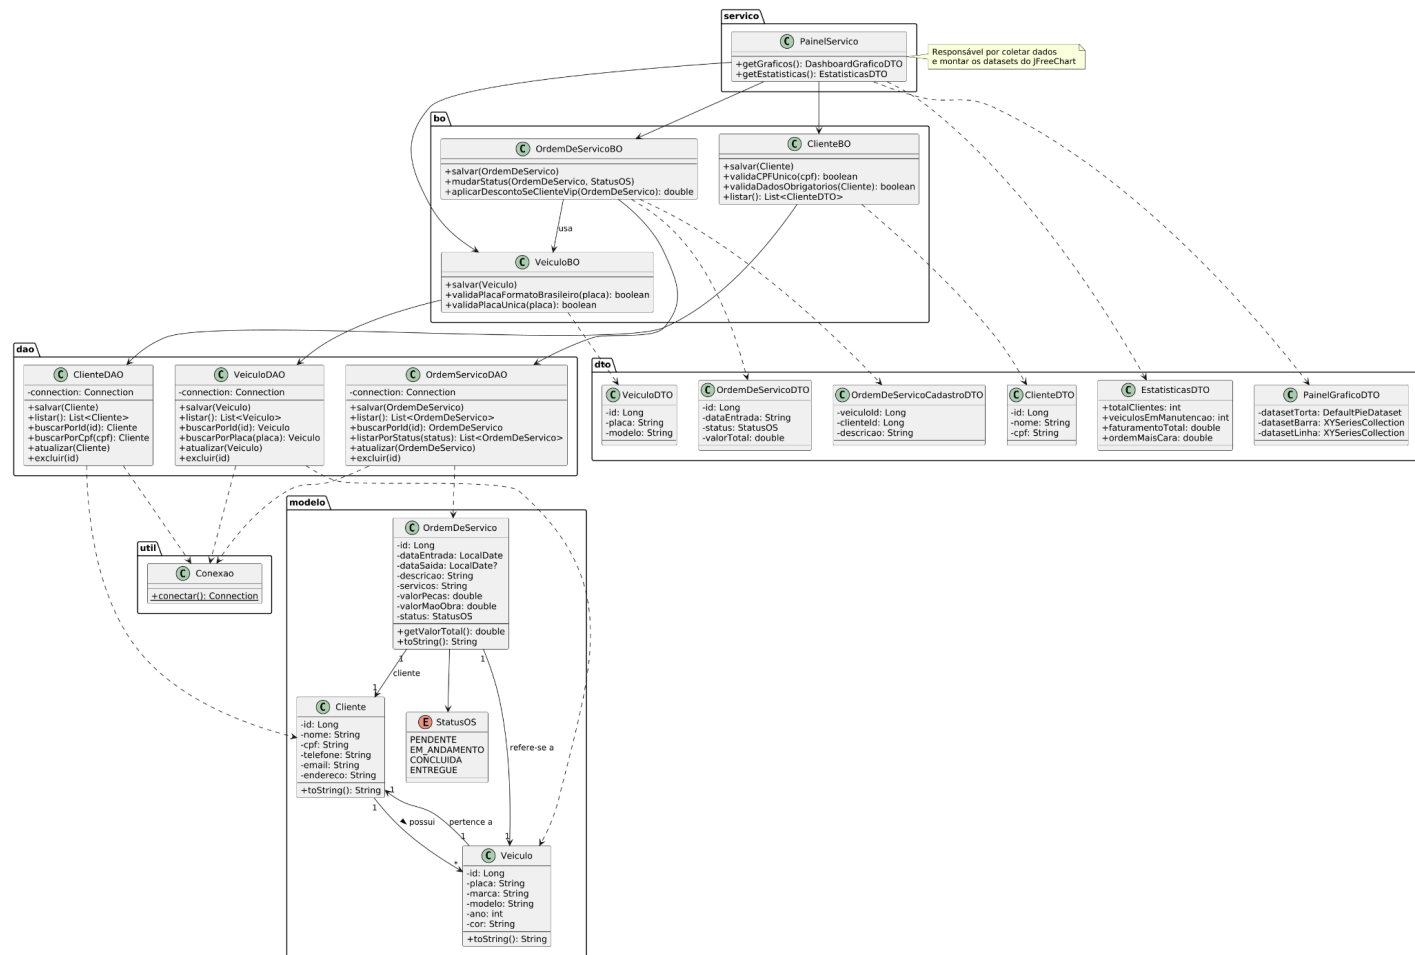 servico
C PainelServico
+getGraficos(): DashboardGraficoDTO
+getEstatisticas(): EstatisticasDTO
Responsável por coletar dados
e montar os datasets do JFreeChart
bo
C OrdemDeServicoBO
+salvar(OrdemDeServico)
+mudarStatus(OrdemDeServico, StatusOS)
+aplicarDescontoSeClienteVip(OrdemDeServico): double
C ClienteBO
+salvar(Cliente)
+validaCPFUnico(cpf): boolean
+validaDadosObrigatorios(Cliente): boolean
+listar(): List<ClienteDTO>
usa
C VeiculoBO
+salvar(Veiculo)
+validaPlacaFormatoBrasileiro(placa): boolean
+validaPlacaUnica(placa): boolean
dao
C ClienteDAO
-connection: Connection
+salvar(Cliente)
+listar(): List<Cliente>
+buscarPorId(id): Cliente
+buscarPorCpf(cpf): Cliente
+atualizar(Cliente)
+excluir(id)
C VeiculoDAO
-connection: Connection
+salvar(Veiculo)
+listar(): List<Veiculo>
+buscarPorId(id): Veiculo
+buscarPorPlaca(placa): Veiculo
+atualizar(Veiculo)
+excluir(id)
C OrdemServicoDAO
-connection: Connection
+salvar(OrdemDeServico)
+listar(): List<OrdemDeServico>
+buscarPorId(id): OrdemDeServico
+listarPorStatus(status): List<OrdemDeServico>
+atualizar(OrdemDeServico)
+excluir(id)
dto
C VeiculoDTO
-id: Long
-placa: String
-modelo: String
C OrdemDeServicoDTO
-id: Long
-dataEntrada: String
-status: StatusOS
-valorTotal: double
C OrdemDeServicoCadastroDTO
-veiculoId: Long
-clienteId: Long
-descricao: String
C ClienteDTO
-id: Long
-nome: String
-cpf: String
C EstatisticasDTO
+totalClientes: int
+veiculosEmManutencao: int
+faturamentoTotal: double
+ordemMaisCara: double
C PainelGraficoDTO
-datasetTorta: DefaultPieDataset
-datasetBarra: XYSeriesCollection
-datasetLinha: XYSeriesCollection
util
C Conexao
+conectar(): Connection
modelo
C OrdemDeServico
-id: Long
-dataEntrada: LocalDate
-dataSaida: LocalDate?
-descricao: String
-servicos: String
-valorPecas: double
-valorMaoObra: double
-status: StatusOS
+getValorTotal(): double
+toString(): String
1
1
cliente
1
C Cliente
-id: Long
-nome: String
-cpf: String
-telefone: String
-email: String
-endereco: String
+toString(): String
E StatusOS
PENDENTE
EM_ANDAMENTO
CONCLUIDA
ENTREGUE
refere-se a
1
1
possui
pertence a
1
1
*
C Veiculo
-id: Long
-placa: String
-marca: String
-modelo: String
-ano: int
-cor: String
+toString(): String